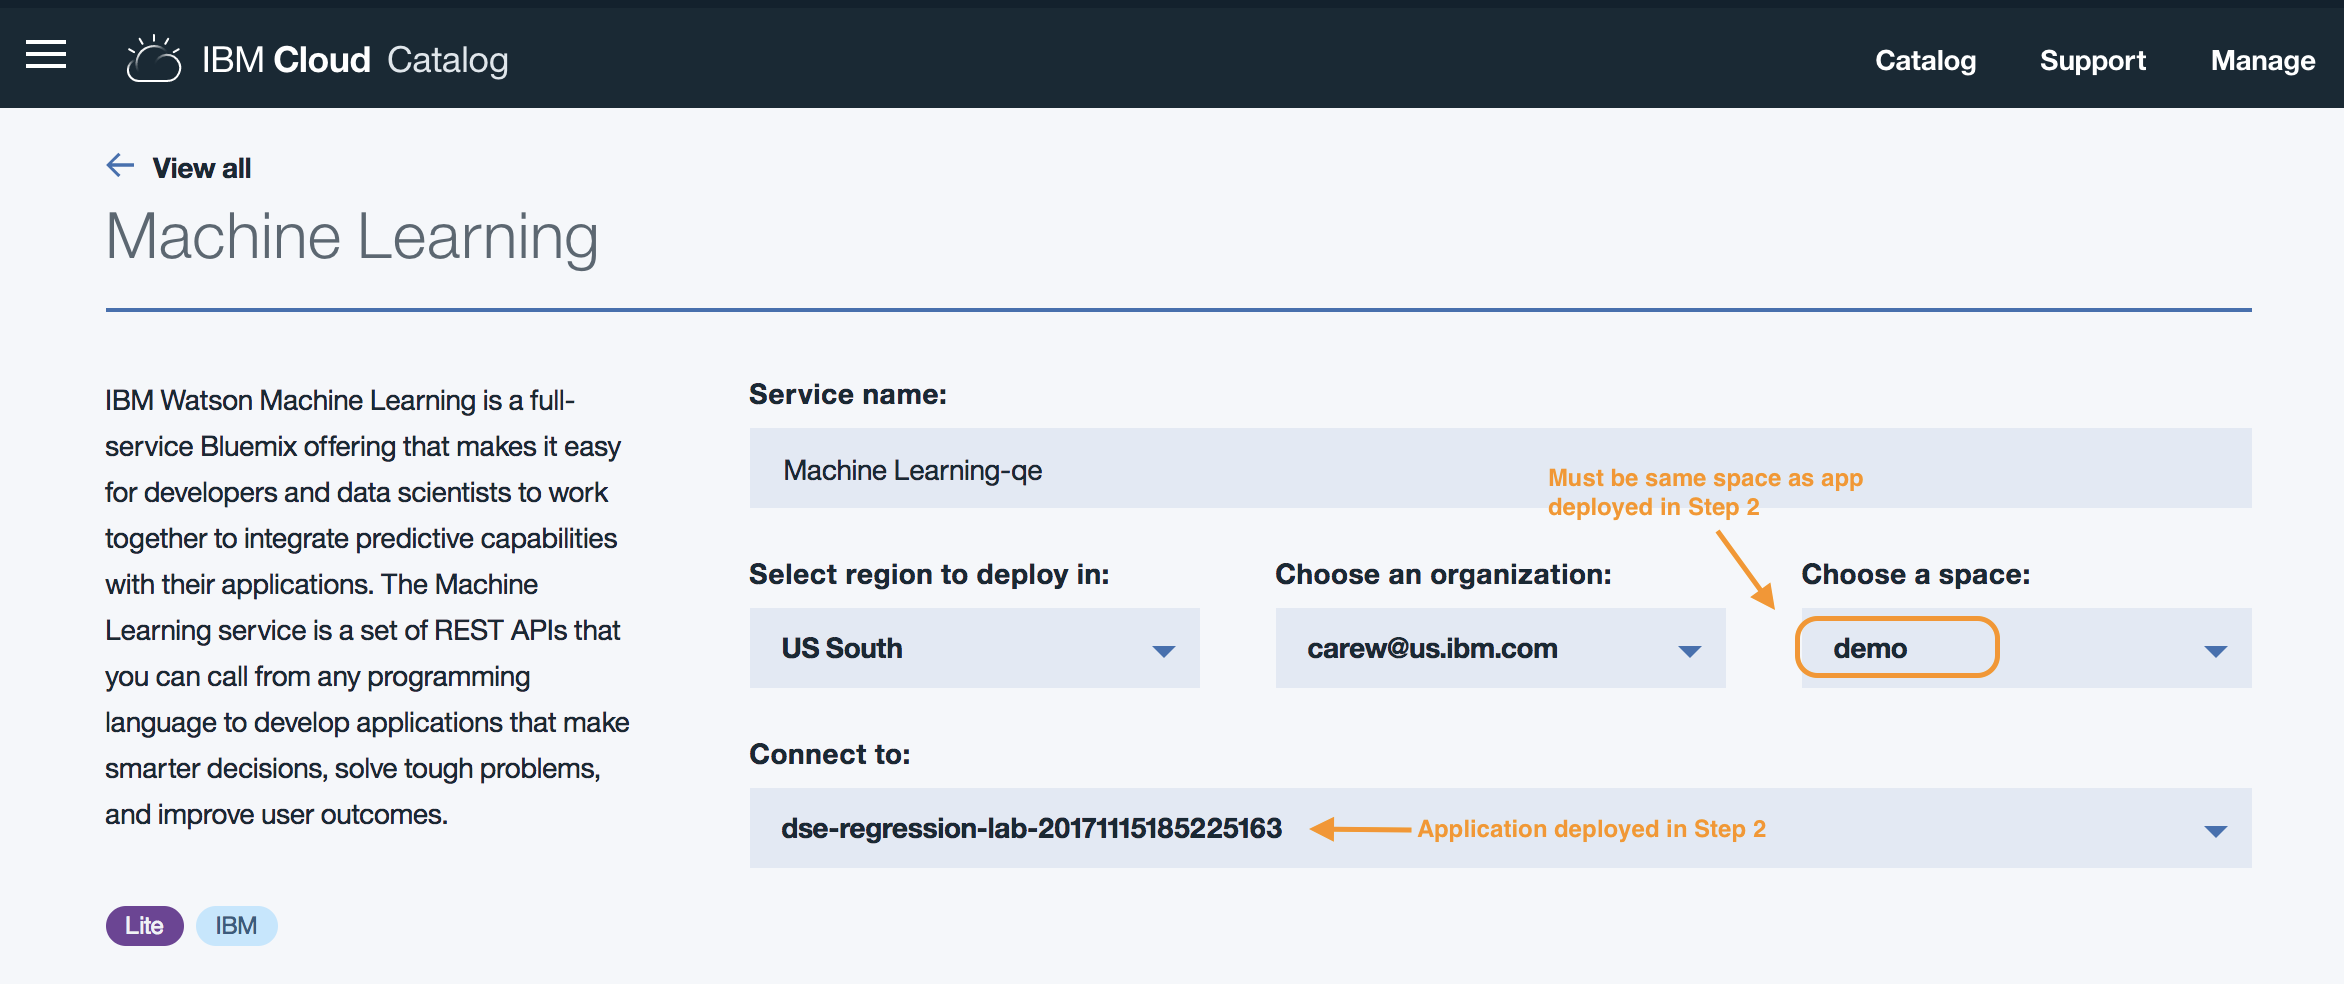 IBM Cloud Catalog
Catalog
Support
Manage
View all
Machine Learning
IBM Watson Machine Learning is a full-
service Bluemix offering that makes it easy
for developers and data scientists to work
together to integrate predictive capabilities
with their applications. The Machine
Learning service is a set of REST APIs that
you can call from any programming
language to develop applications that make
smarter decisions, solve tough problems,
and improve user outcomes.
Lite
IBM
Service name:
Machine Learning-qe
Must be same space as app
deployed in Step 2
Select region to deploy in:
US South
Choose an organization:
carew@us.ibm.com
Choose a space:
demo
Connect to:
dse-regression-lab-20171115185225163
Application deployed in Step 2